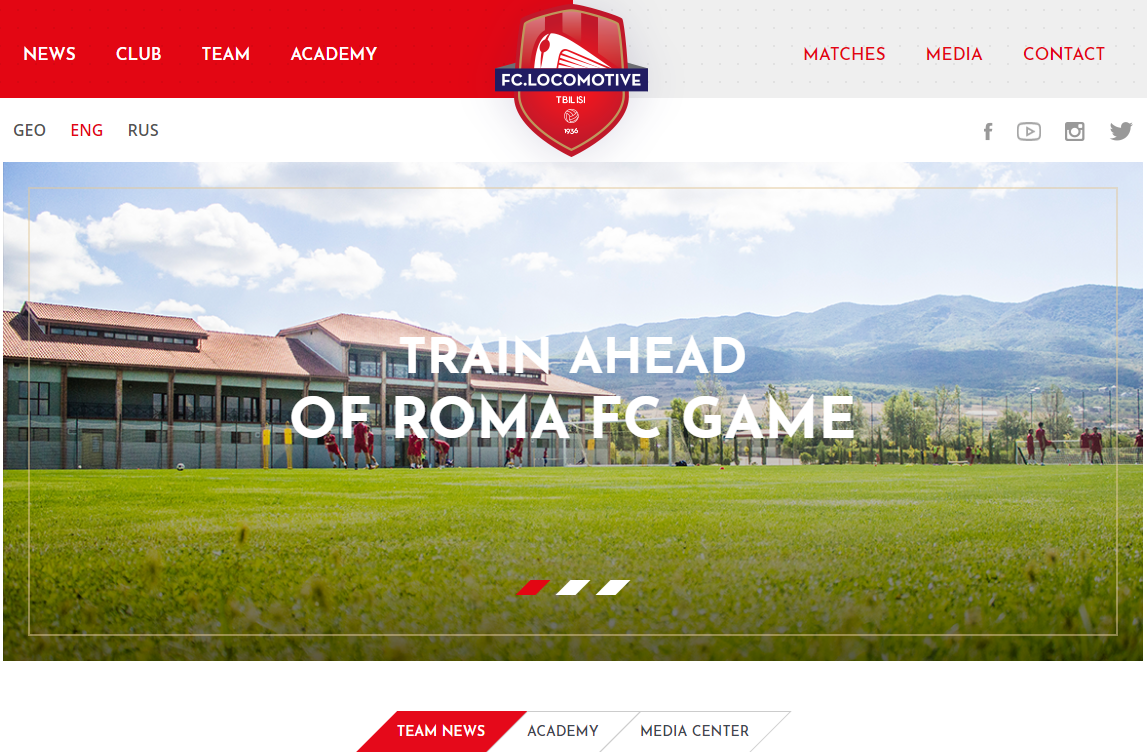 NEWS CLUB TEAM ACADEMY
FC.LOCOMOTIVE
TBILISI
1936
MATCHES MEDIA CONTACT
GEO ENG RUS
TRAIN AHEAD
OF ROMA FC GAME
TEAM NEWS ACADEMY MEDIA CENTER